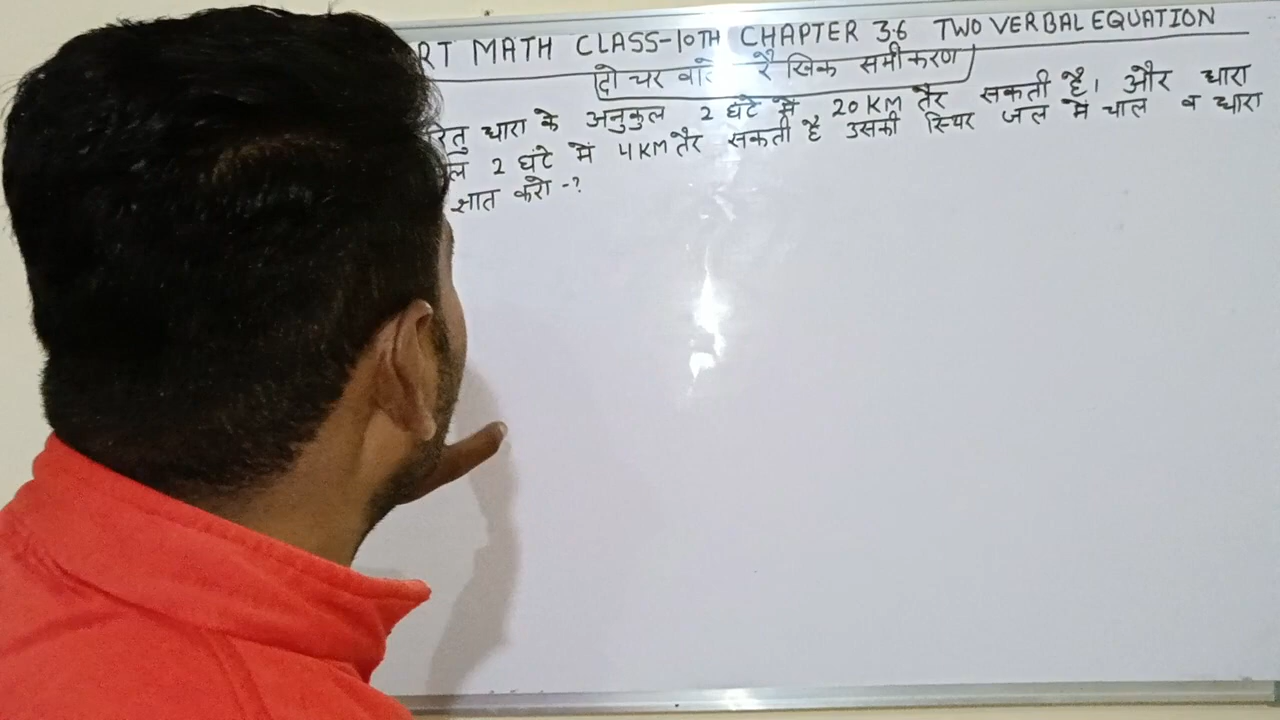 RT MATH CLASS-10TH CHAPTER 3.6 TWO VERBAL EQUATION
दो चर वाले रैखिक समीकरण
रितु धारा के अनुकुल 2 घंटे में 20 KM तैर सकती है। और धारा
2 घंटे में 4KM तैर सकती है उसकी स्थिर जल में चाल व धारा
ज्ञात करो -?